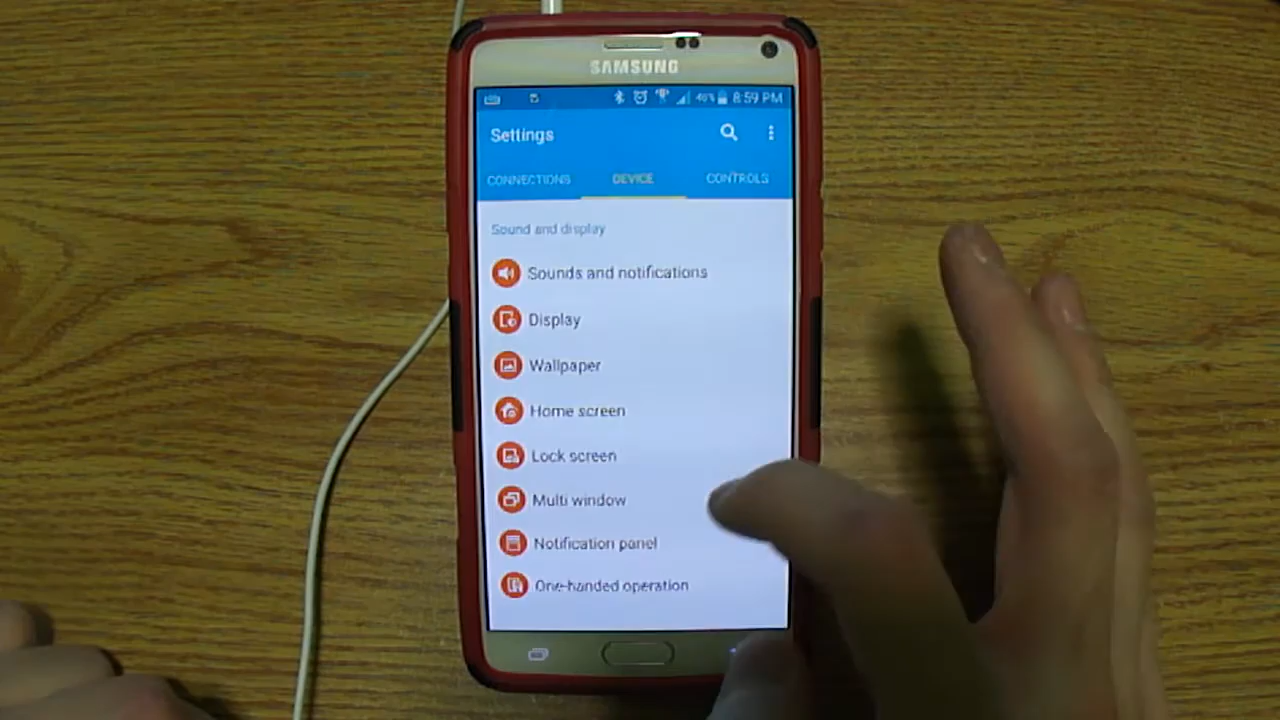 SAMSUNG
46% 8:59 PM
Settings
CONNECTIONS DEVICE CONTROLS
Sound and display
Sounds and notifications
Display
Wallpaper
Home screen
Lock screen
Multi window
Notification panel
One-handed operation